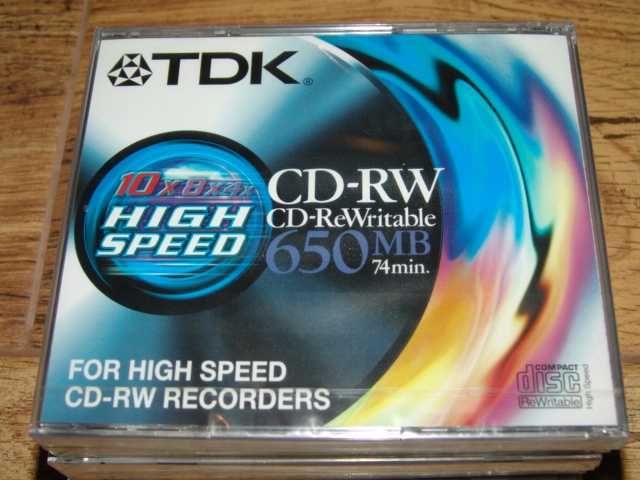 TDK®
10x8x4x
HIGH
SPEED
CD-RW
CD-ReWritable
650MB
74min.
FOR HIGH SPEED
CD-RW RECORDERS
COMPACT
disc
ReWritable
High Speed